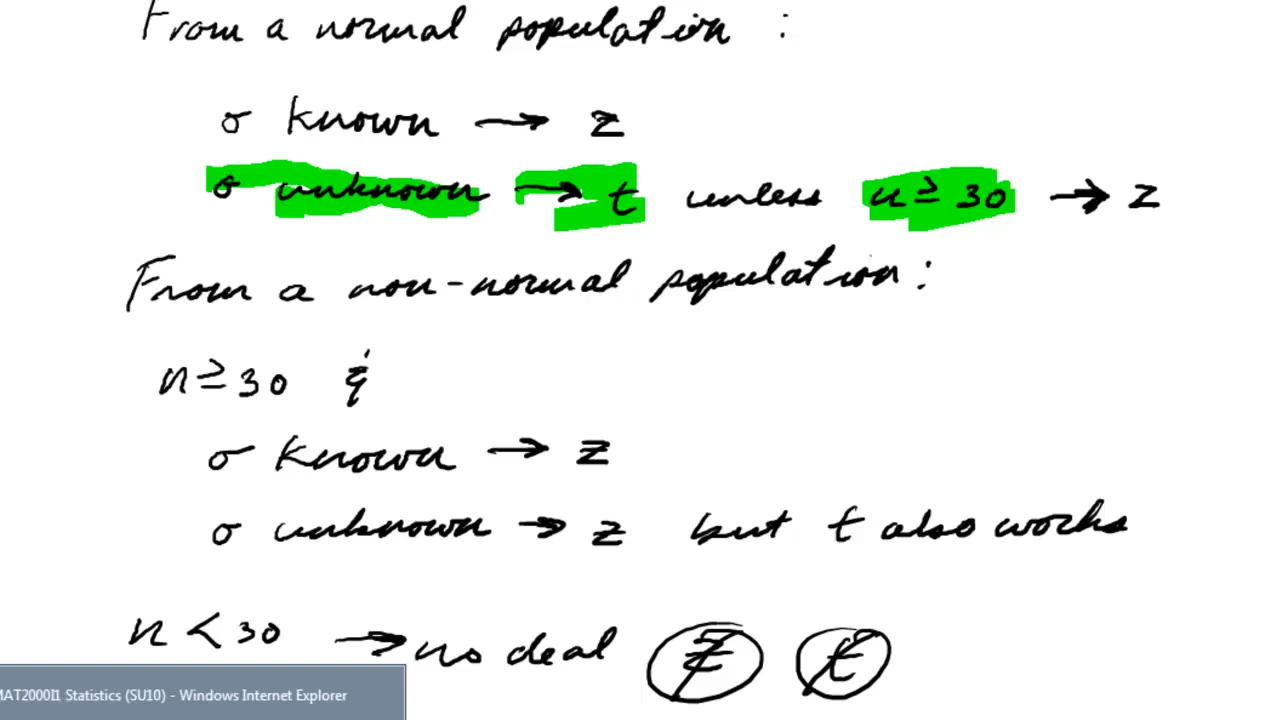 From a normal population :
σ known → z
σ unknown → t unless n ≥ 30 → z
From a non-normal population :
n ≥ 30 &
σ known → z
σ unknown → z but t also works
n < 30 → no deal z t
MAT2000I1 Statistics (SU10) - Windows Internet Explorer